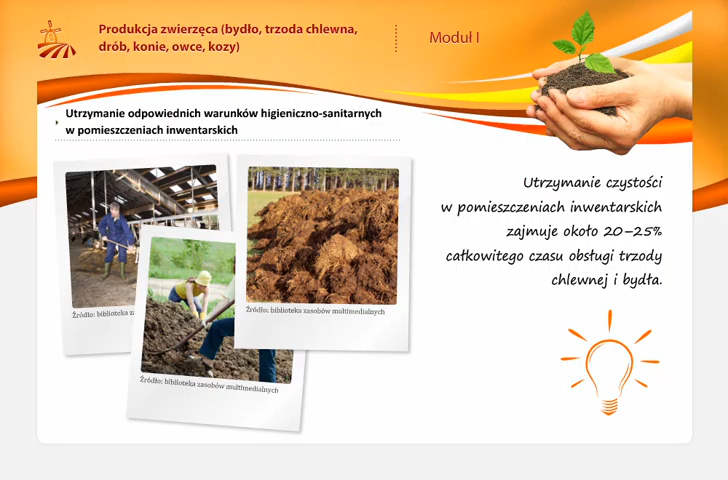 Produkcja zwierzęca (bydło, trzoda chlewna,
drób, konie, owce, kozy)
Moduł I
Utrzymanie odpowiednich warunków higieniczno-sanitarnych
w pomieszczeniach inwentarskich
Utrzymanie czystości
w pomieszczeniach inwentarskich
zajmuje około 20–25%
całkowitego czasu obsługi trzody
chlewnej i bydła.
Źródło: biblioteka za
Źródło: biblioteka zasobów multimedialnych
Źródło: biblioteka zasobów multimedialnych